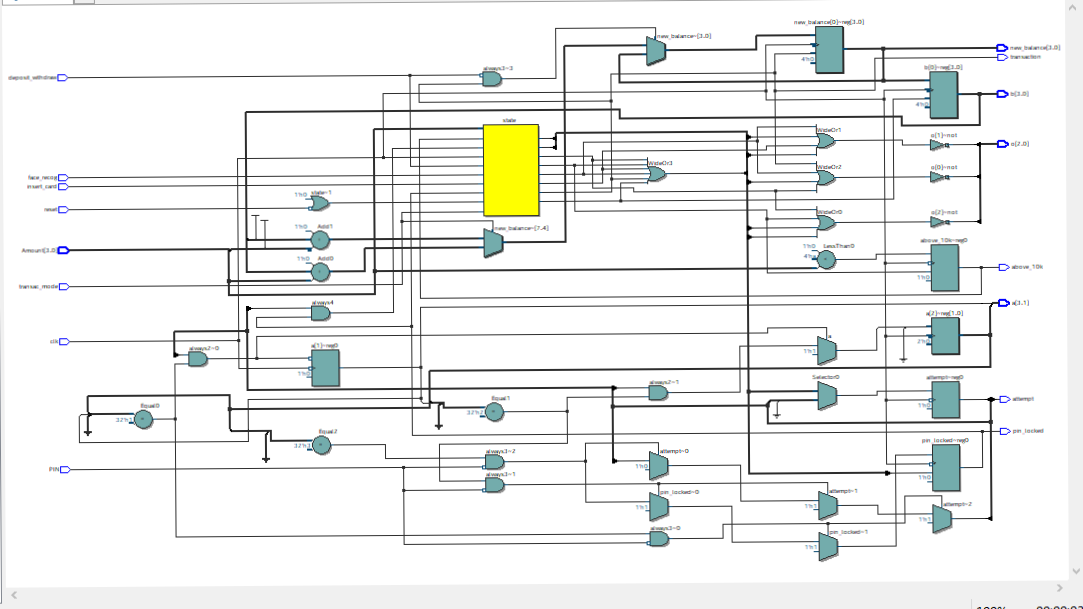 new_balance[0]~reg[3..0]
new_balance~[3..0]
4'h0
new_balance[3..0]
transaction
b[0]~reg[3..0]
4'h0
b[3..0]
deposit_withdraw
always3~3
state
WideOr1
o[1]~not
o[2..0]
WideOr3
WideOr2
o[0]~not
face_recog
insert_card
reset
state~1
1'h0
WideOr0
o[2]~not
new_balance~[7..4]
Amount[3..0]
1'h0
Add1
1'h0
Add0
1'h0
LessThan0
above_10k~reg0
1'h0
above_10k
transac_mode
always4
a[3..1]
a[2]~reg[1..0]
2'h0
clk
always2~0
a[1]~reg0
1'h0
a
1'h1
Selector0
attempt~reg0
1'h0
attempt
always2~1
Equal0
32'h1
Equal1
32'h2
Equal2
32'h3
pin_locked
pin_locked~reg0
1'h0
PIN
always3~2
always3~1
attempt~0
1'h0
pin_locked~0
1'h1
attempt~1
1'h1
attempt~2
1'h1
always3~0
pin_locked~1
1'h1